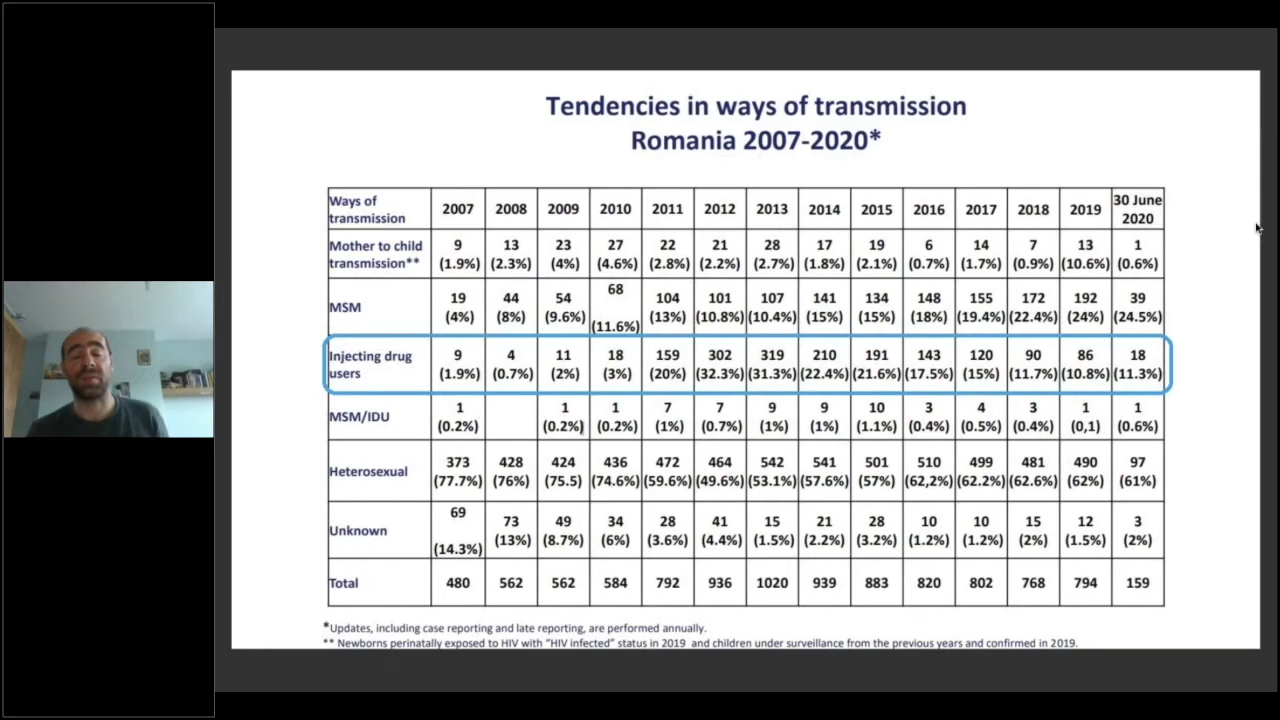 Tendencies in ways of transmission
Romania 2007-2020*
Ways of transmission 2007 2008 2009 2010 2011 2012 2013 2014 2015 2016 2017 2018 2019 30 June 2020
Mother to child transmission** 9 (1.9%) 13 (2.3%) 23 (4%) 27 (4.6%) 22 (2.8%) 21 (2.2%) 28 (2.7%) 17 (1.8%) 19 (2.1%) 6 (0.7%) 14 (1.7%) 7 (0.9%) 13 (10.6%) 1 (0.6%)
MSM 19 (4%) 44 (8%) 54 (9.6%) 68 (11.6%) 104 (13%) 101 (10.8%) 107 (10.4%) 141 (15%) 134 (15%) 148 (18%) 155 (19.4%) 172 (22.4%) 192 (24%) 39 (24.5%)
Injecting drug users 9 (1.9%) 4 (0.7%) 11 (2%) 18 (3%) 159 (20%) 302 (32.3%) 319 (31.3%) 210 (22.4%) 191 (21.6%) 143 (17.5%) 120 (15%) 90 (11.7%) 86 (10.8%) 18 (11.3%)
MSM/IDU 1 (0.2%) 1 (0.2%) 1 (0.2%) 7 (1%) 7 (0.7%) 9 (1%) 9 (1%) 10 (1.1%) 3 (0.4%) 4 (0.5%) 3 (0.4%) 1 (0,1) 1 (0.6%)
Heterosexual 373 (77.7%) 428 (76%) 424 (75.5) 436 (74.6%) 472 (59.6%) 464 (49.6%) 542 (53.1%) 541 (57.6%) 501 (57%) 510 (62,2%) 499 (62.2%) 481 (62.6%) 490 (62%) 97 (61%)
Unknown 69 (14.3%) 73 (13%) 49 (8.7%) 34 (6%) 28 (3.6%) 41 (4.4%) 15 (1.5%) 21 (2.2%) 28 (3.2%) 10 (1.2%) 10 (1.2%) 15 (2%) 12 (1.5%) 3 (2%)
Total 480 562 562 584 792 936 1020 939 883 820 802 768 794 159
*Updates, including case reporting and late reporting, are performed annually.
** Newborns perinatally exposed to HIV with “HIV infected” status in 2019 and children under surveillance from the previous years and confirmed in 2019.